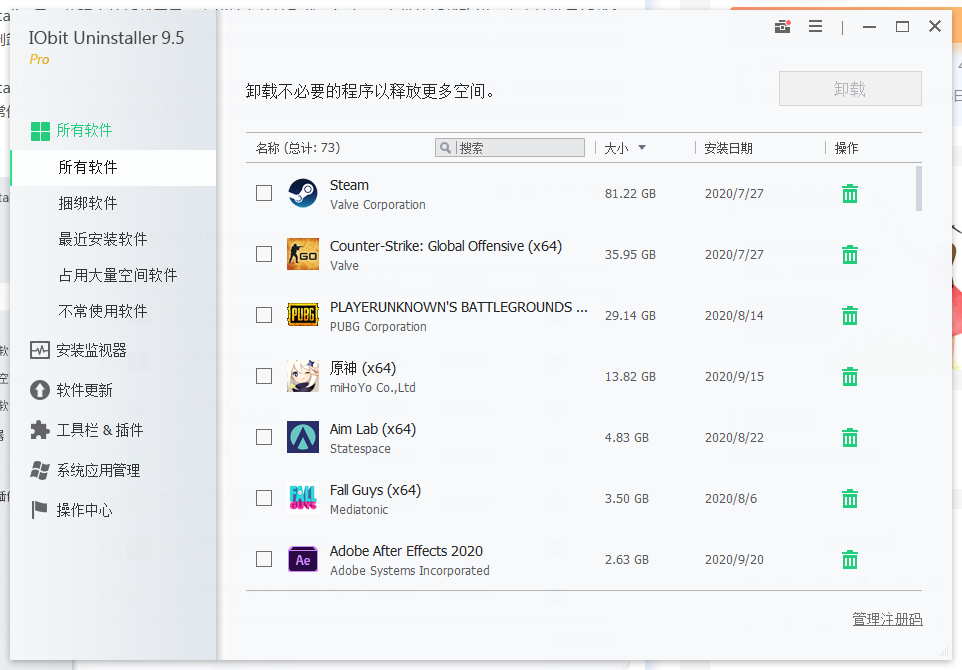 IObit Uninstaller 9.5
Pro
所有软件
所有软件
捆绑软件
最近安装软件
占用大量空间软件
不常使用软件
安装监视器
软件更新
工具栏 & 插件
系统应用管理
操作中心
卸载不必要的程序以释放更多空间。
卸载
名称 (总计: 73) 搜索 大小 安装日期 操作
Steam
Valve Corporation
81.22 GB 2020/7/27
Counter-Strike: Global Offensive (x64)
Valve
35.95 GB 2020/7/27
GO
PLAYERUNKNOWN'S BATTLEGROUNDS ...
PUBG Corporation
29.14 GB 2020/8/14
PUBG
原神 (x64)
miHoYo Co.,Ltd
13.82 GB 2020/9/15
Aim Lab (x64)
Statespace
4.83 GB 2020/8/22
Fall Guys (x64)
Mediatonic
3.50 GB 2020/8/6
FALL
GUYS
Adobe After Effects 2020
Adobe Systems Incorporated
2.63 GB 2020/9/20
Ae
管理注册码